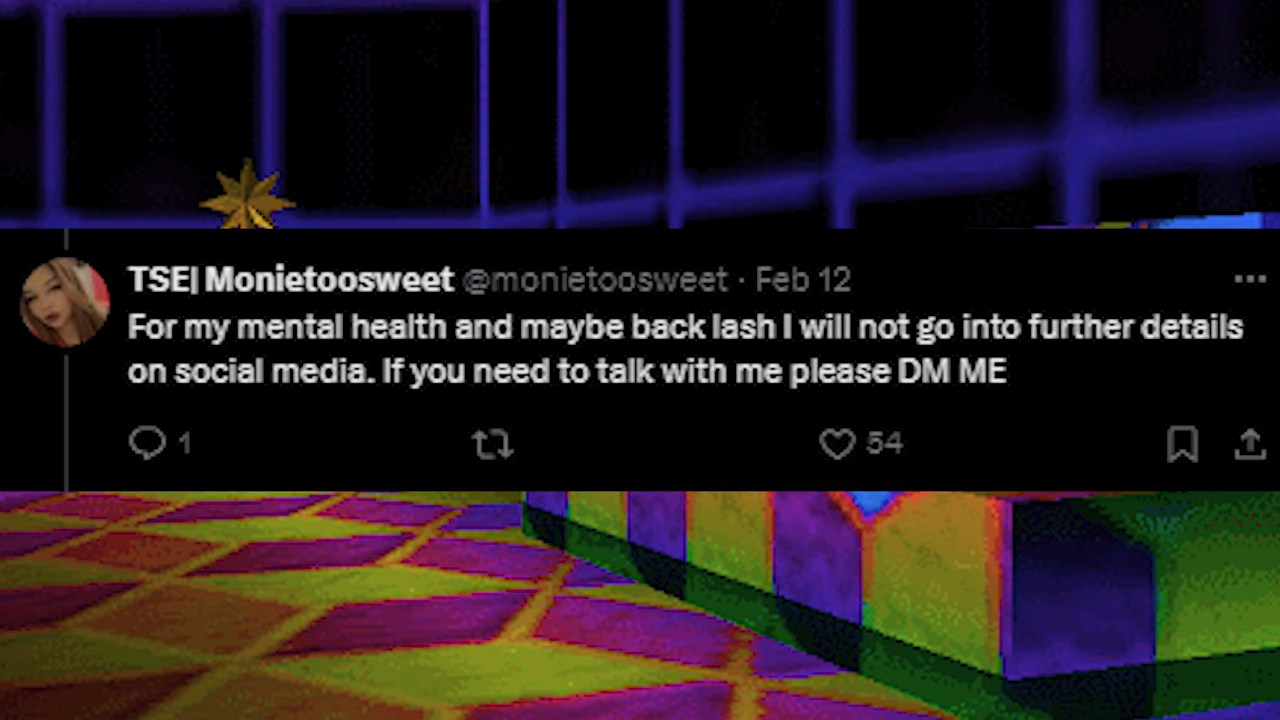 TSE| Monietoosweet @monietoosweet · Feb 12
For my mental health and maybe back lash I will not go into further details
on social media. If you need to talk with me please DM ME
1 54